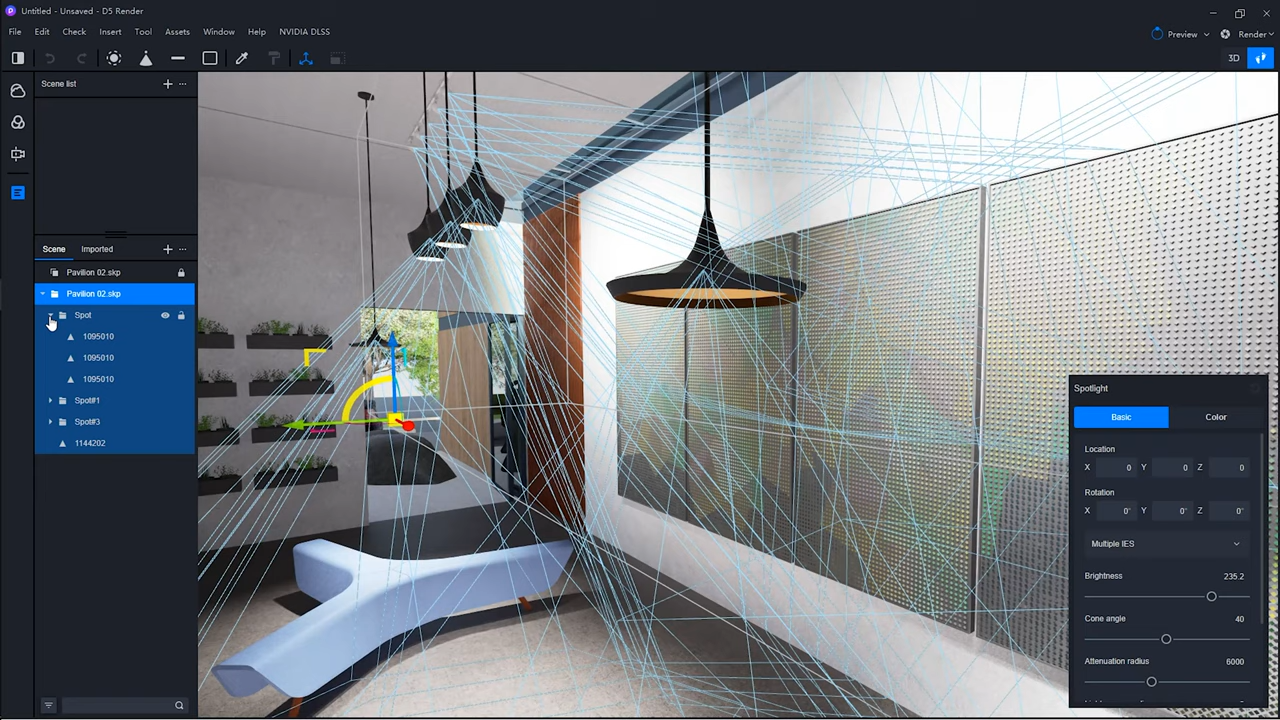 Untitled - Unsaved - D5 Render
File Edit Check Insert Tool Assets Window Help NVIDIA DLSS
Preview Render
3D
Scene list
Scene Imported
Pavilion 02.skp
Pavilion 02.skp
Spot
1095010
1095010
1095010
Spot#1
Spot#3
1144202
Spotlight
Basic Color
Location
X 0 Y 0 Z 0
Rotation
X 0° Y 0° Z 0°
Multiple IES
Brightness 235.2
Cone angle 40
Attenuation radius 6000